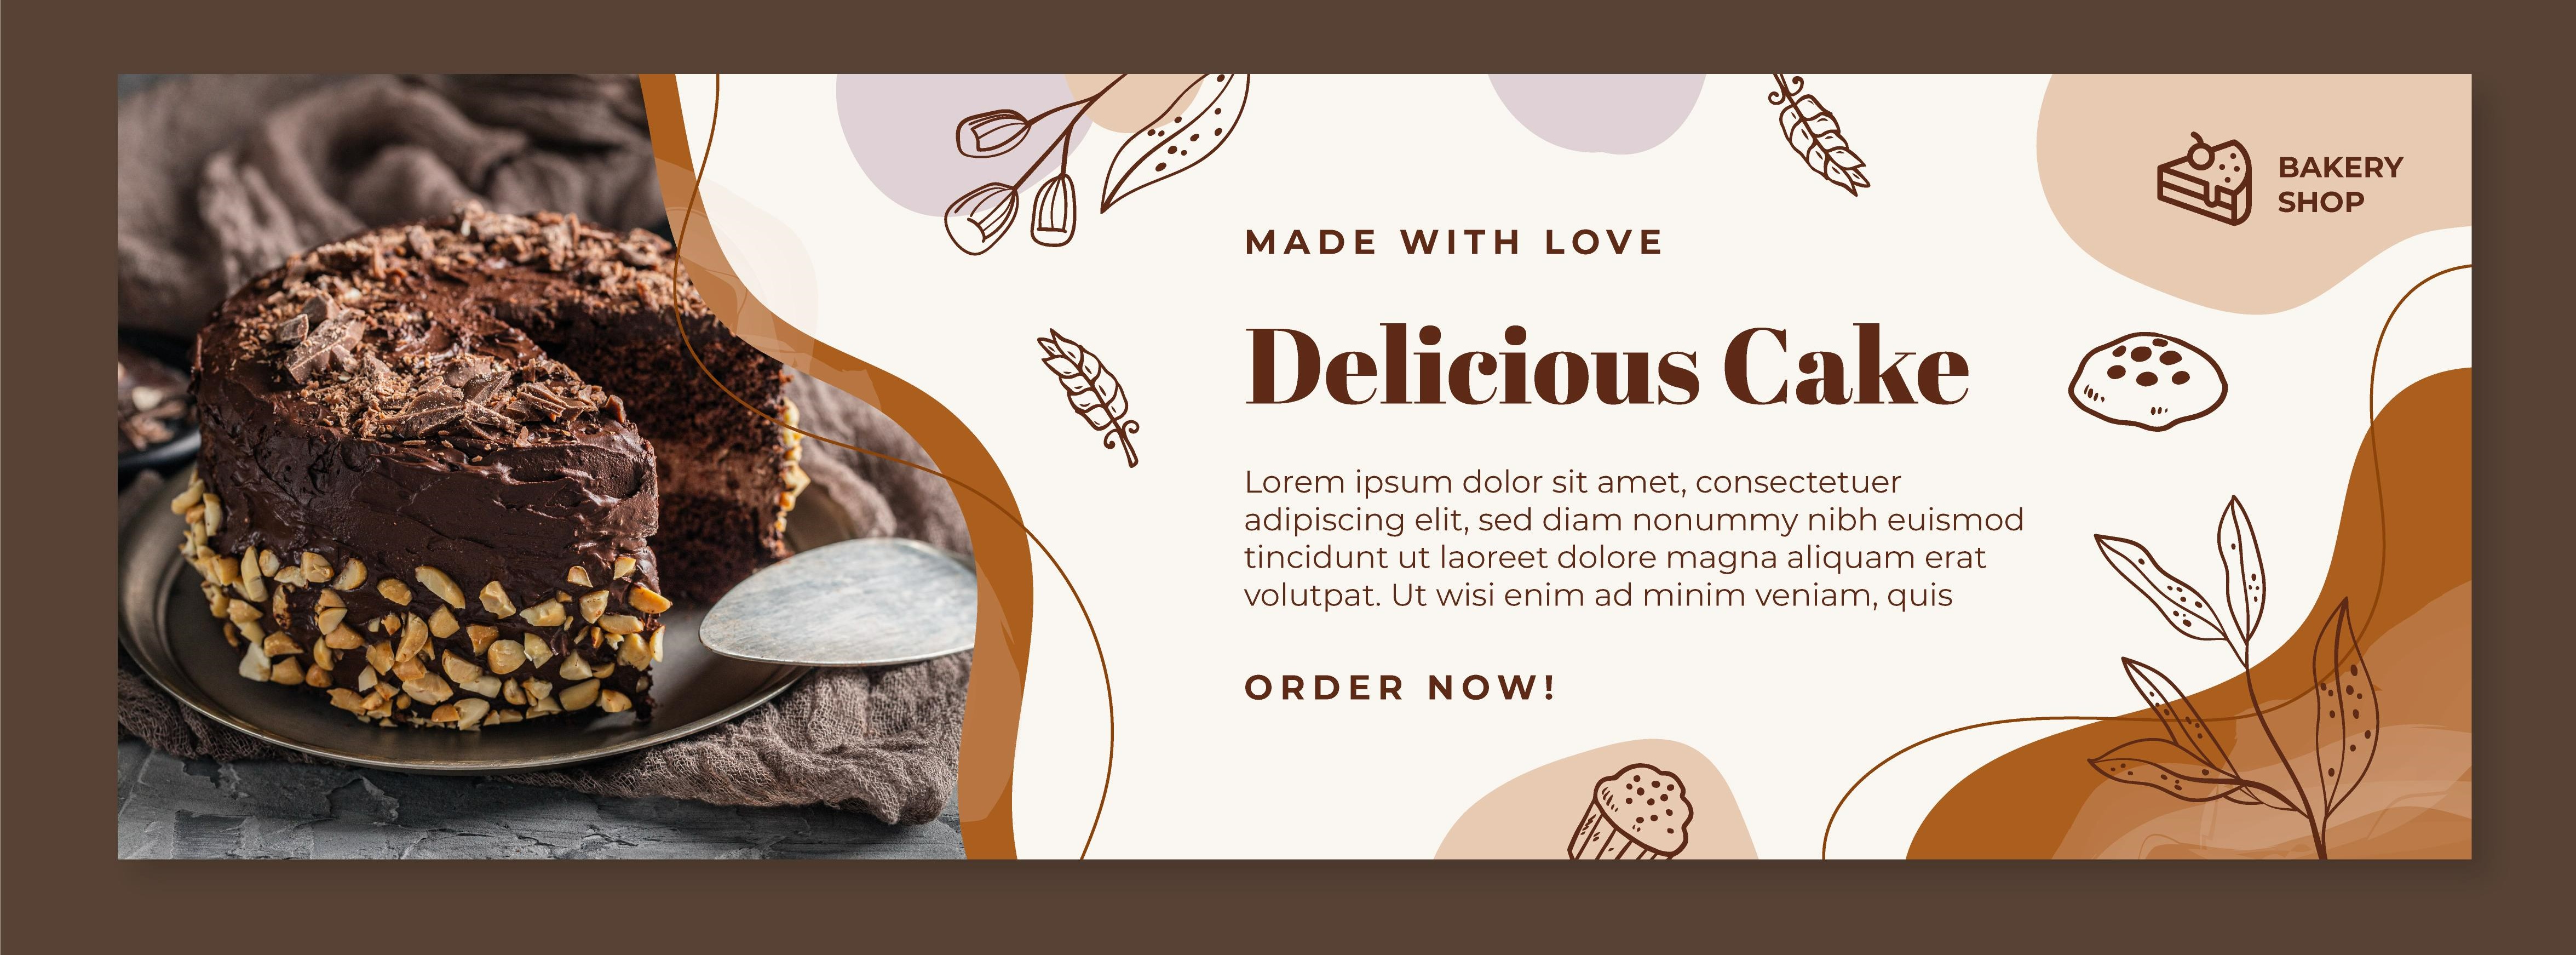 BAKERY
SHOP
MADE WITH LOVE
Delicious Cake
Lorem ipsum dolor sit amet, consectetuer
adipiscing elit, sed diam nonummy nibh euismod
tincidunt ut laoreet dolore magna aliquam erat
volutpat. Ut wisi enim ad minim veniam, quis
ORDER NOW!